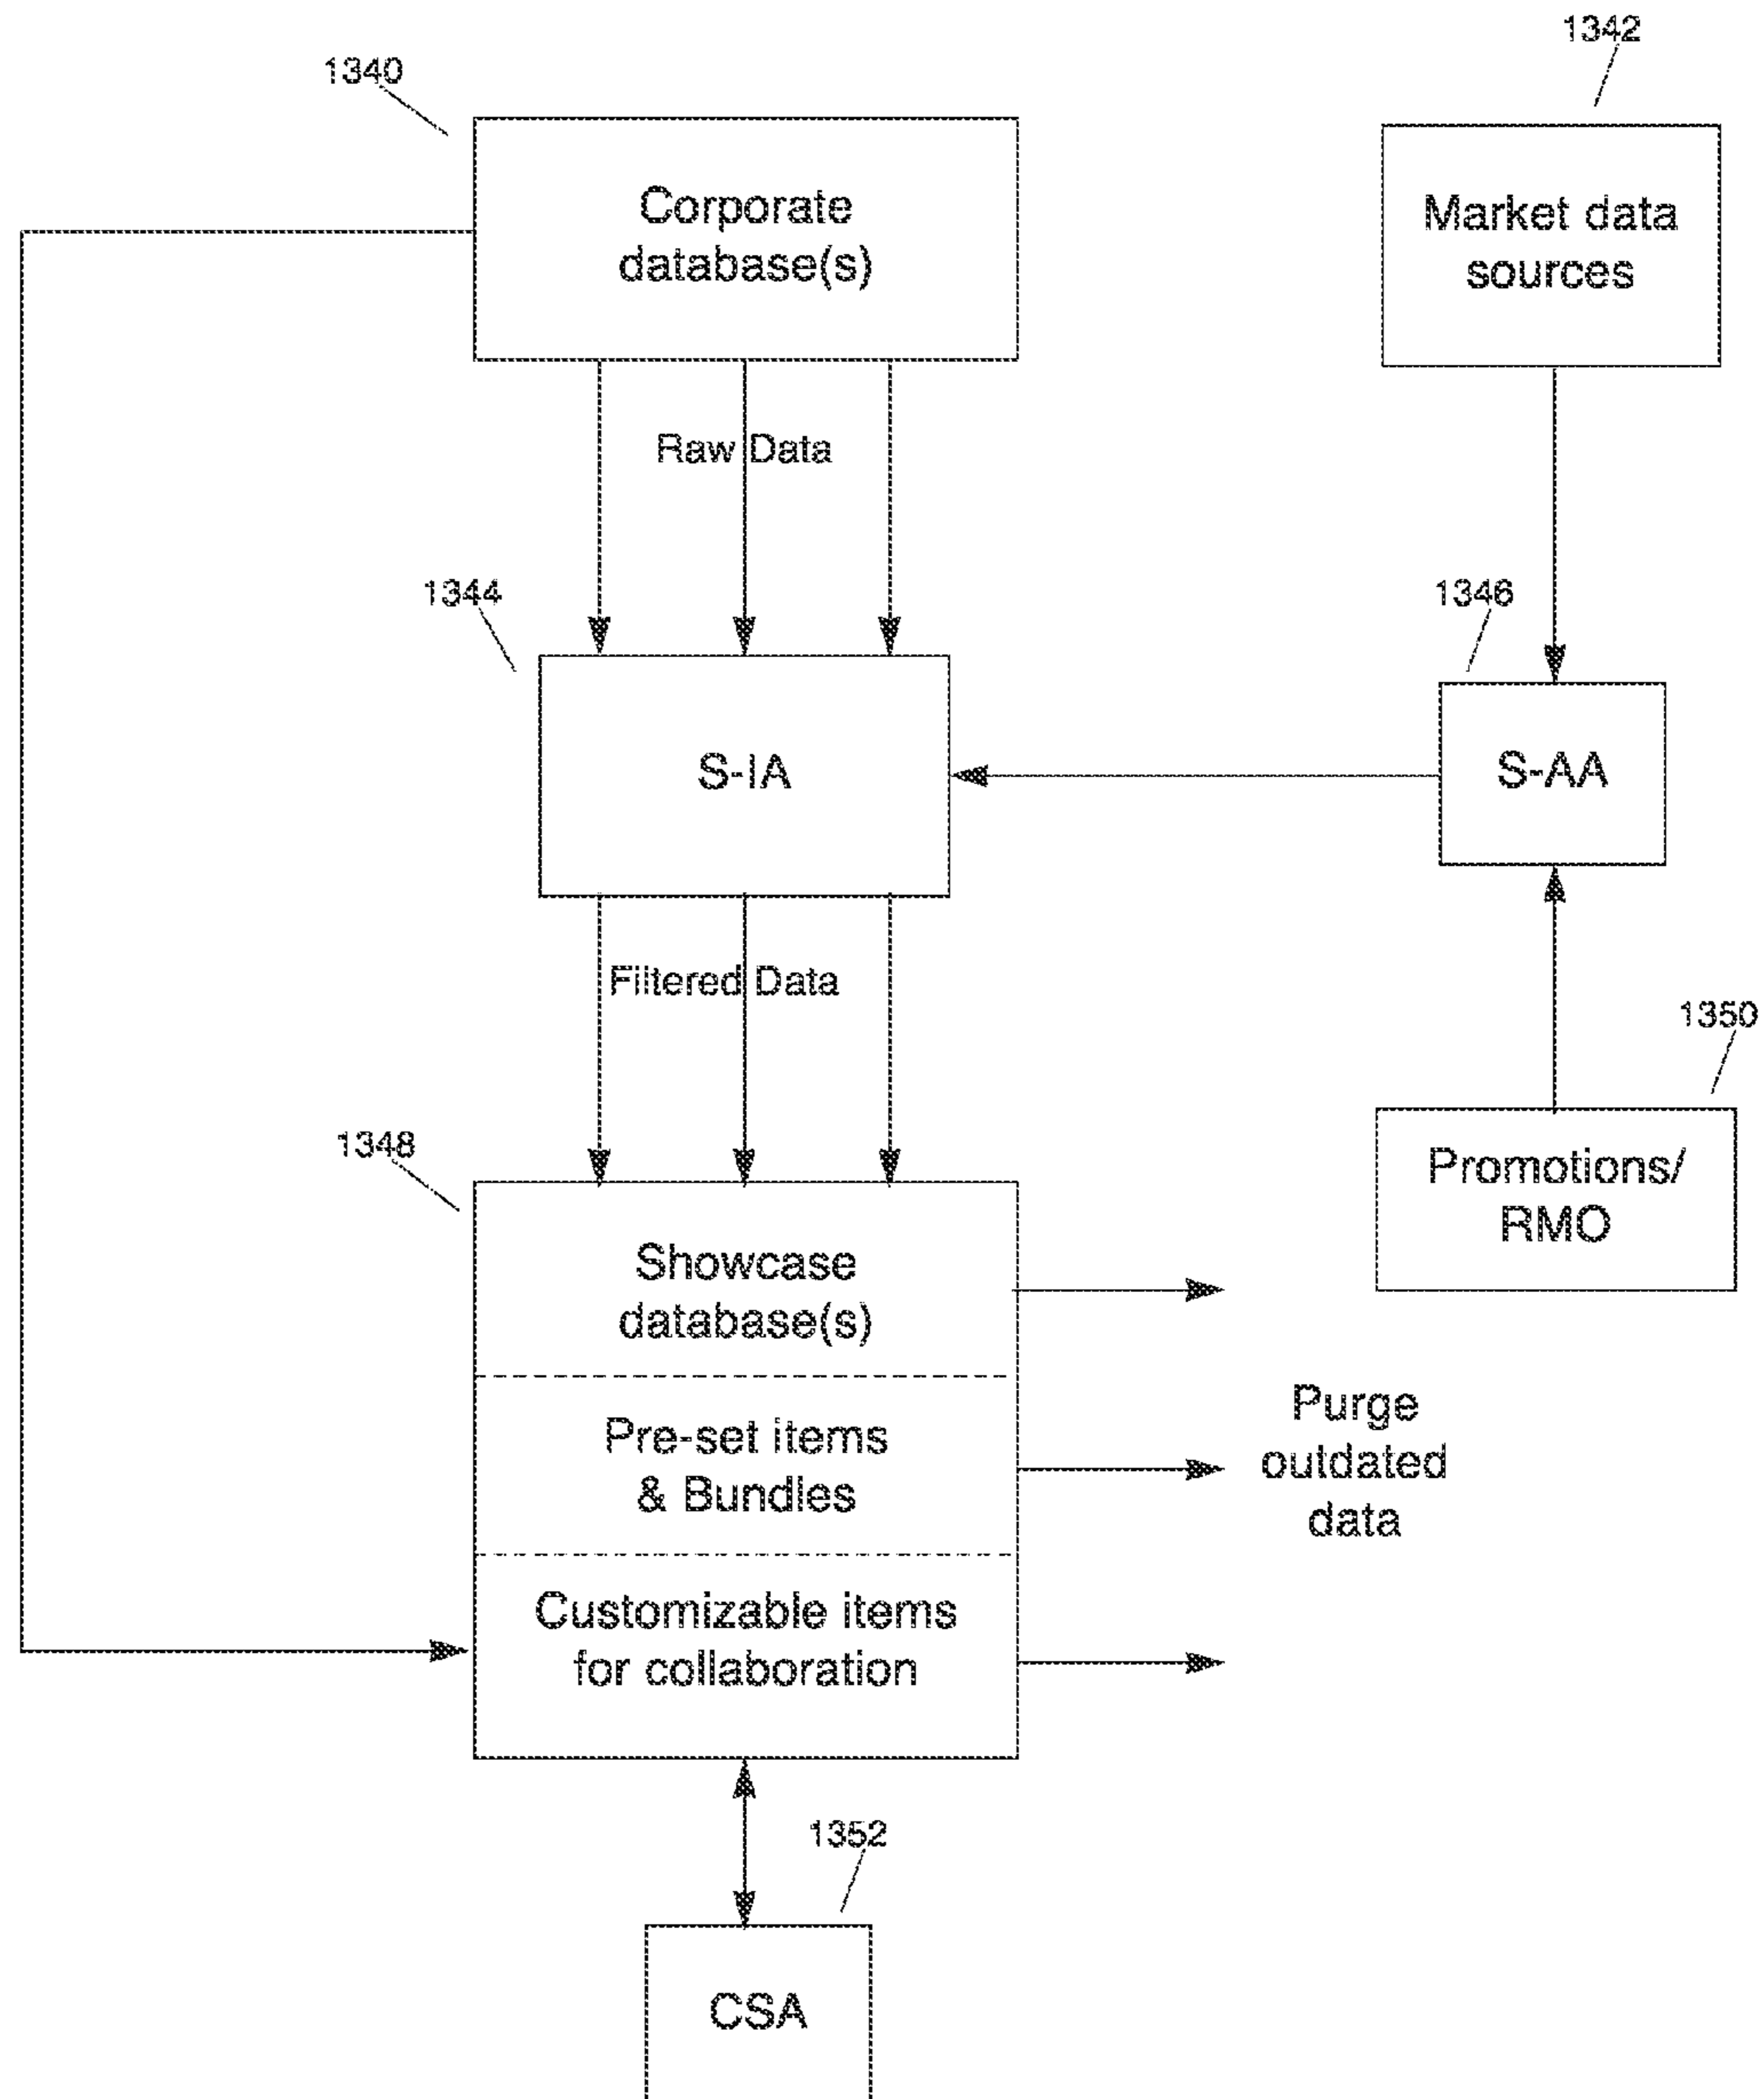 1342
1340
Corporate
database(s)
Market data
sources
Raw Data
1344
1346
S-IA
S-AA
Filtered Data
1350
1348
Promotions/
RMO
Showcase
database(s)
Pre-set items
& Bundles
Purge
outdated
data
Customizable items
for collaboration
1352
CSA